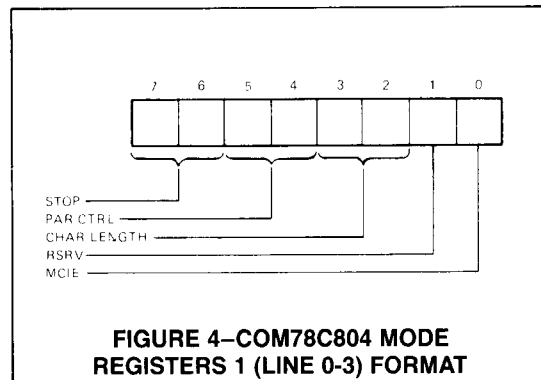 7 6 5 4 3 2 1 0
STOP
PAR CTRL
CHAR LENGTH
RSRV
MCIE
FIGURE 4–COM78C804 MODE
REGISTERS 1 (LINE 0-3) FORMAT